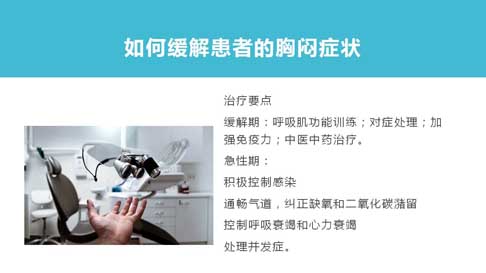 如何缓解患者的胸闷症状
治疗要点
缓解期：呼吸肌功能训练；对症处理；加
强免疫力；中医中药治疗。
急性期：
积极控制感染
通畅气道，纠正缺氧和二氧化碳潴留
控制呼吸衰竭和心力衰竭
处理并发症。